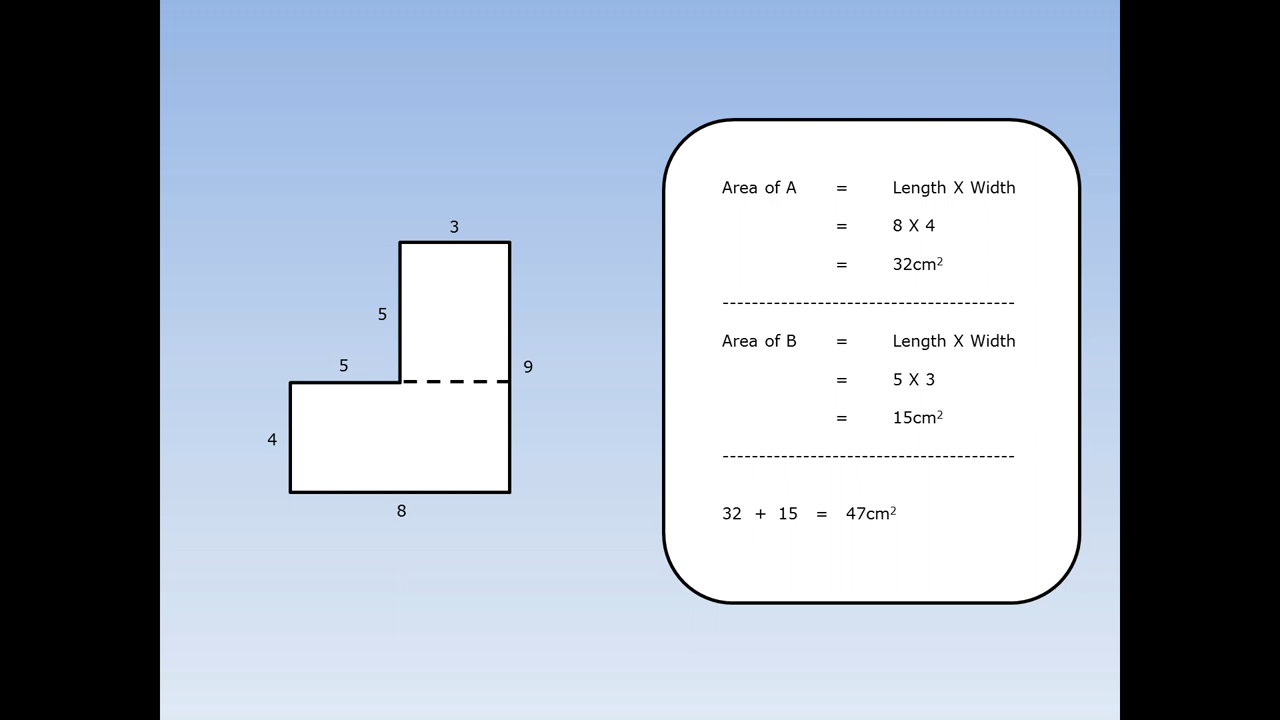 3
5
5
9
4
8
Area of A = Length X Width
= 8 X 4
= 32cm²
----------------------------------------
Area of B = Length X Width
= 5 X 3
= 15cm²
----------------------------------------
32 + 15 = 47cm²